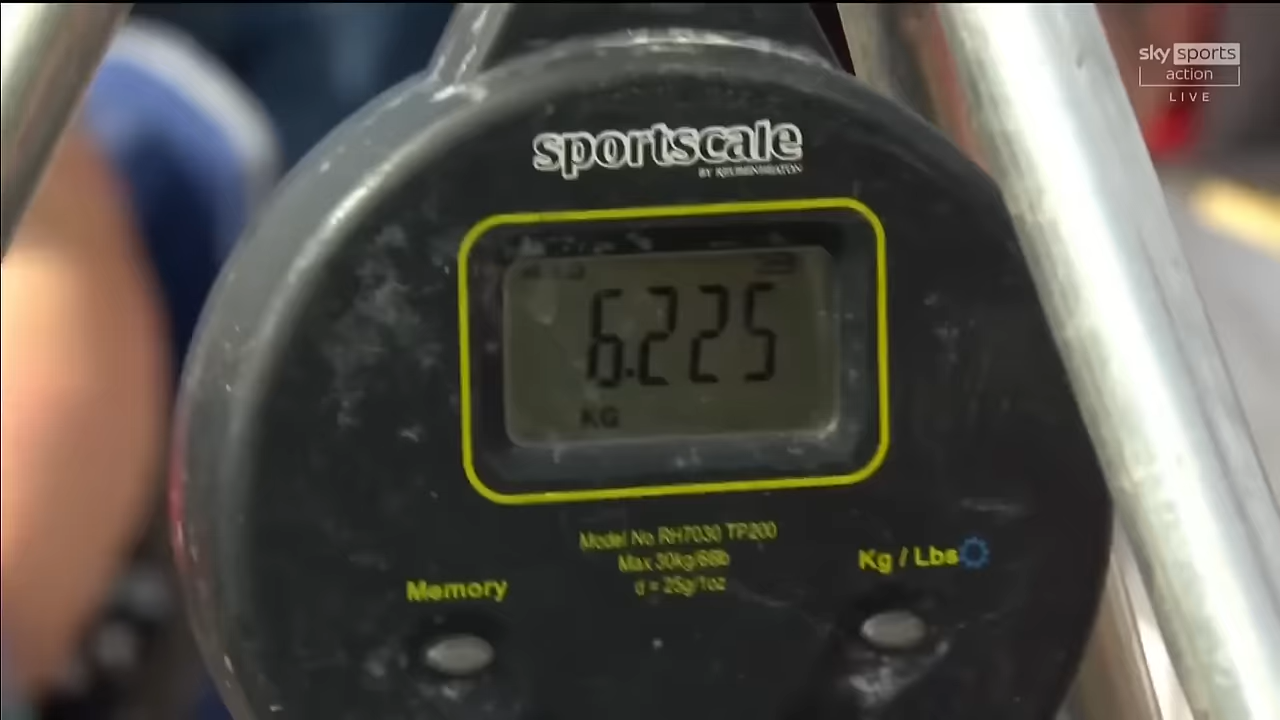 sky sports
action
LIVE
sportscale
6.225
KG
Model No RH7030 TP200
Max 30kg/66lb
d = 25g/1oz
Memory
Kg / Lbs